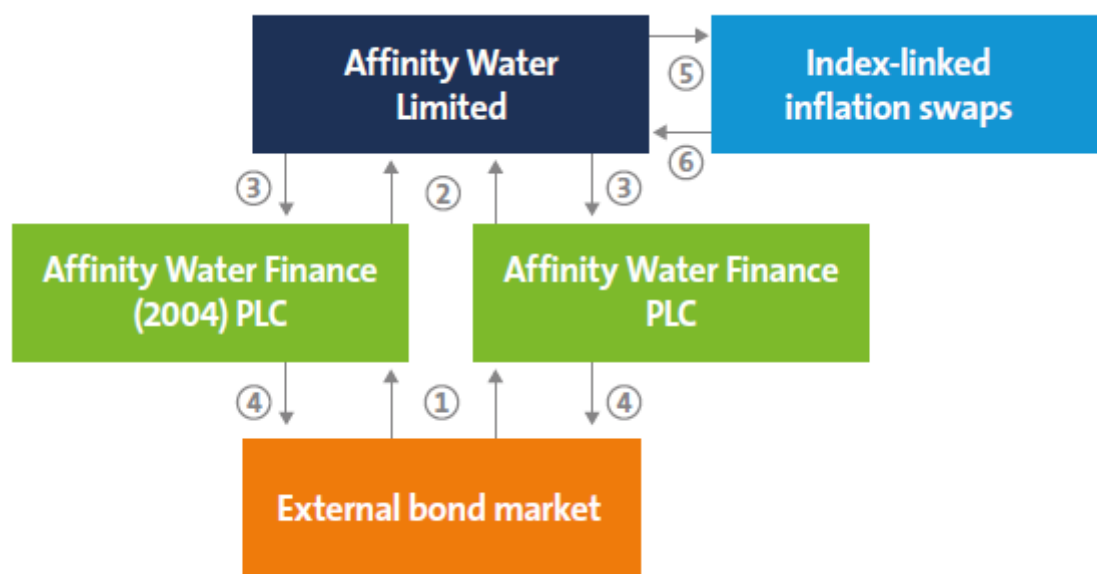 Affinity Water
Limited
⑤
Index-linked
inflation swaps
⑥
③
②
③
Affinity Water Finance
(2004) PLC
Affinity Water Finance
PLC
④
①
④
External bond market